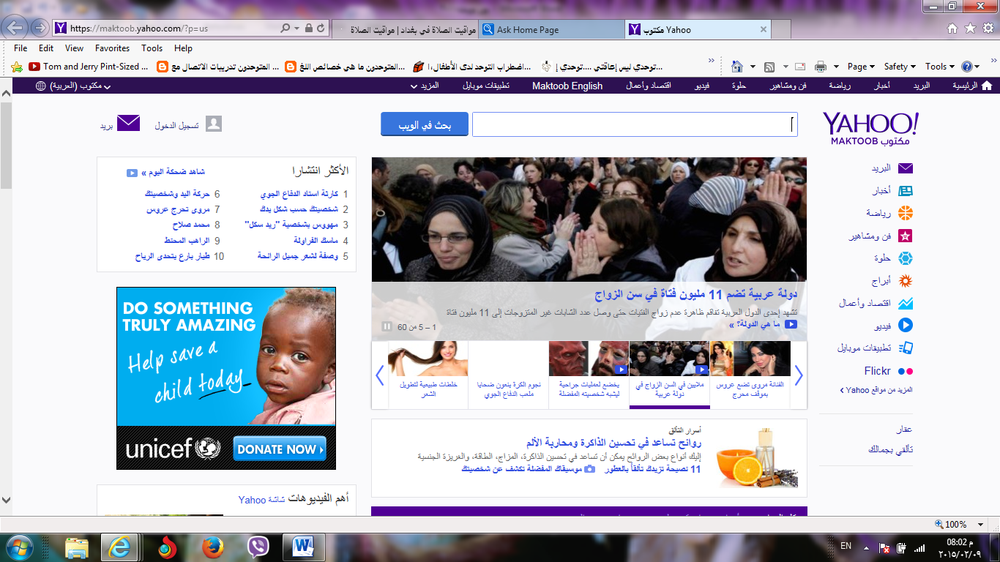 https://maktoob.yahoo.com/?p=us
مواقيت الصلاة في بغداد | مواقيت الصلاة
Ask Home Page
مكتوب Yahoo
File Edit View Favorites Tools Help
Tom and Jerry Pint-Sized ...
المتوحدون تدريبات الاتصال مع ...
المتوحدون ما هي خصائص اللغ...
اضطراب التوحد لدى الأطفال،ا...
توحدي ليس إعاقتي ....توحدي إ...
Page Safety Tools
الرئيسية البريد أخبار رياضة فن ومشاهير حلوة فيديو اقتصاد وأعمال Maktoob English تطبيقات موبايل المزيد
مكتوب (العربية)
YAHOO!
MAKTOOB مكتوب
بحث في الويب
تسجيل الدخول
بريد
البريد
أخبار
رياضة
فن ومشاهير
حلوة
أبراج
اقتصاد وأعمال
فيديو
تطبيقات موبايل
Flickr
المزيد من مواقع Yahoo ›
عقار
تألقي بجمالك
دولة عربية تضم 11 مليون فتاة في سن الزواج
تشهد إحدى الدول العربية تفاقم ظاهرة عدم زواج الفتيات حتى وصل عدد الشابات غير المتزوجات إلى 11 مليون فتاة
ما هي الدولة؟ »
1 – 5 من 60
الفنانة مروى تضع عروس
بموقف محرج
ملايين في السن الزواج في
دولة عربية
يخضع لعمليات جراحية
ليشبه شخصيته المفضلة
نجوم الكرة ينعون ضحايا
ملعب الدفاع الجوي
خلطات طبيعية لتطويل
الشعر
أسرار التألق
روائح تساعد في تحسين الذاكرة ومحاربة الألم
إليك أنواع بعض الروائح يمكن أن تساعد في تحسين الذاكرة، المزاج، الطاقة، والغريزة الجنسية
11 نصيحة تزيدك تألقاً بالعطور
موسيقاك المفضلة تكشف عن شخصيتك
الأكثر انتشارا
شاهد ضحكة اليوم »
1 كارثة استاد الدفاع الجوي
2 شخصيتك حسب شكل يدك
3 مهووس بشخصية "ريد سكل"
4 ماسك الفراولة
5 وصفة لشعر جميل الرائحة
6 حركة اليد وشخصيتك
7 مروى تحرج عروس
8 محمد صلاح
9 الراهب المحنط
10 طيار بارع يتحدى الرياح
DO SOMETHING
TRULY AMAZING
Help save a
child today
unicef
DONATE NOW
أهم الفيديوهات
شاشة Yahoo
100%
EN
08:02 م
٢٠١٥/٠٢/٠٩